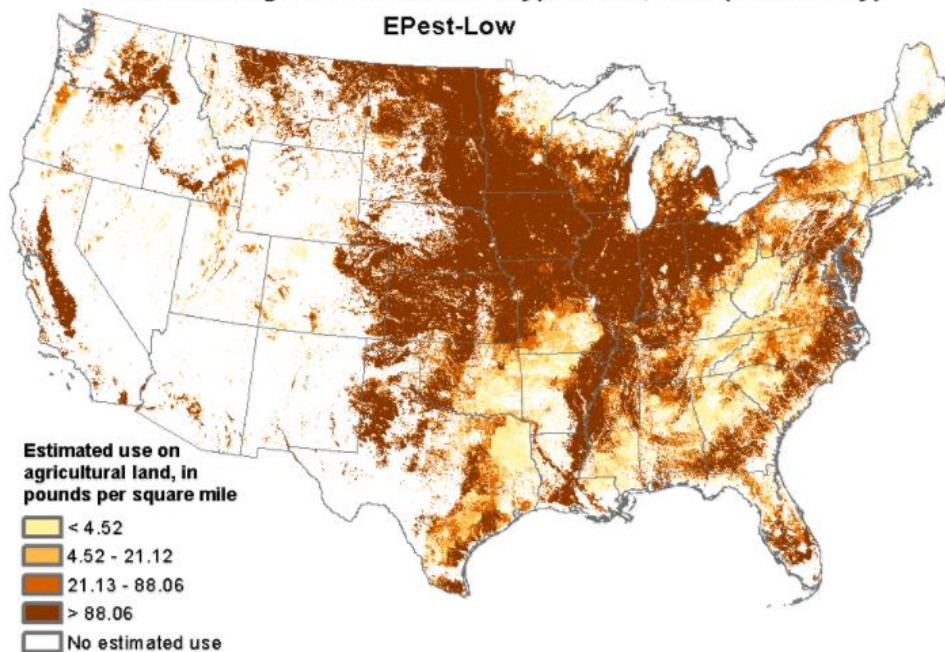 EPest-Low
Estimated use on
agricultural land, in
pounds per square mile
< 4.52
4.52 - 21.12
21.13 - 88.06
> 88.06
No estimated use